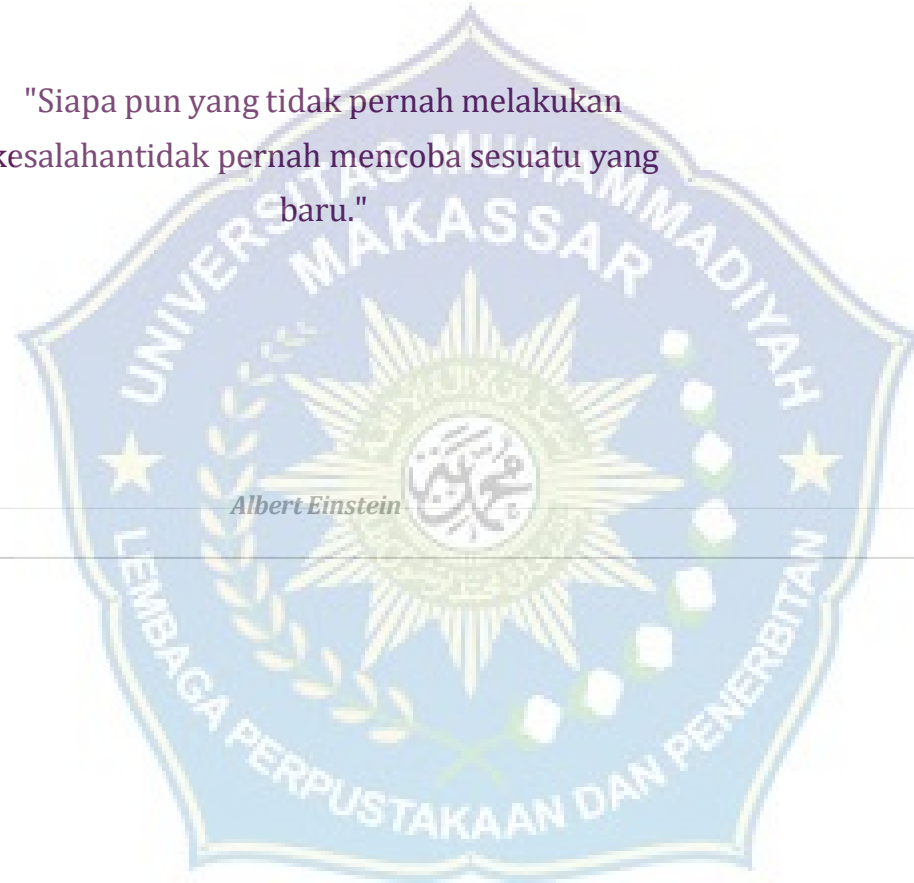 "Siapa pun yang tidak pernah melakukan
kesalahantidak pernah mencoba sesuatu yang
baru."
UNIVERSITAS MUHAMMADIYAH
MAKASSAR
Albert Einstein
محمدية
LEMBAGA PERPUSTAKAAN DAN PENERBITAN